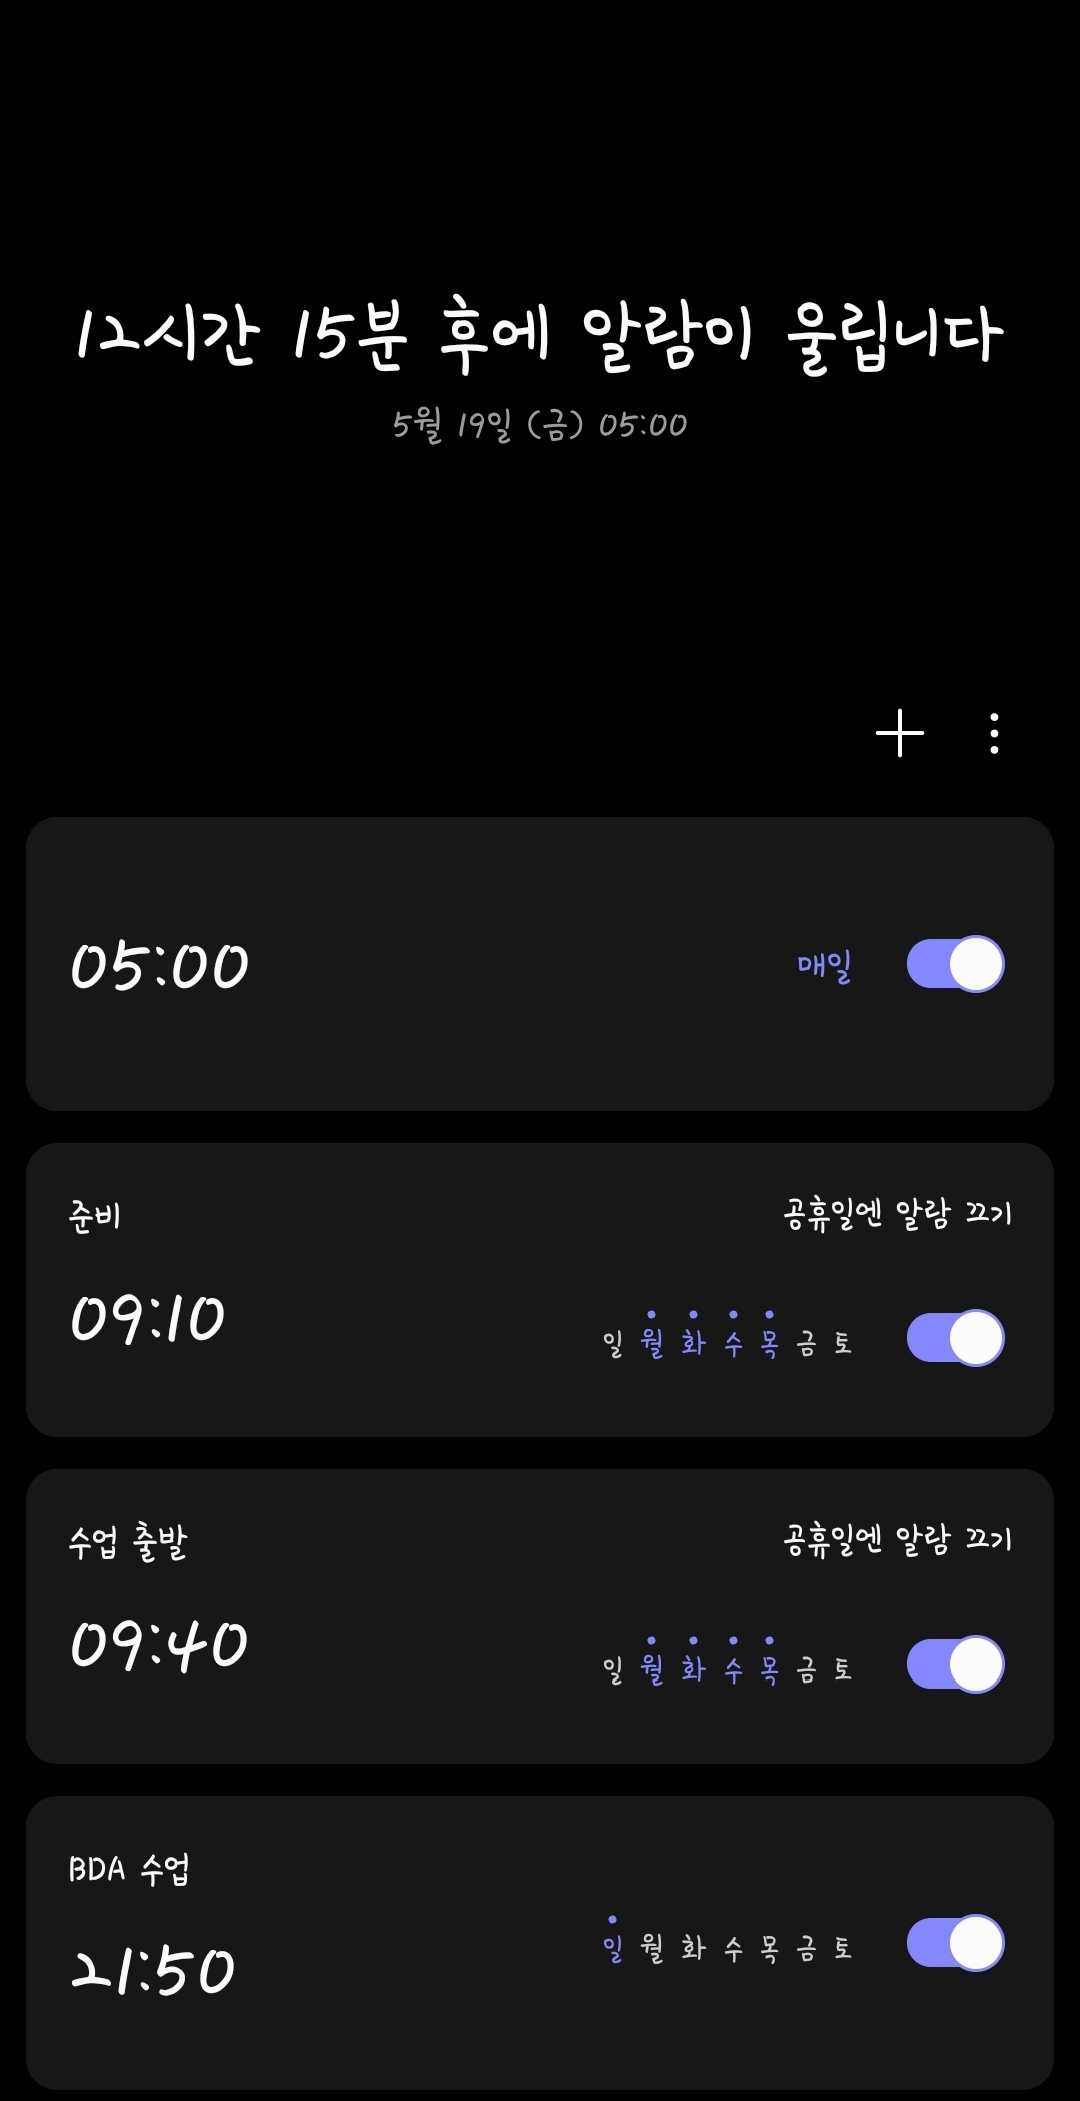 12시간 15분 후에 알람이 울립니다
5월 19일 (금) 05:00
05:00
매일
준비
공휴일엔 알람 끄기
09:10
일 월 화 수 목 금 토
수업 출발
공휴일엔 알람 끄기
09:40
일 월 화 수 목 금 토
BDA 수업
21:50
일 월 화 수 목 금 토